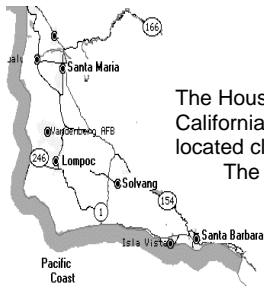 166
Santa Maria
The Hous
California
located cl
The
Vandenberg AFB
246
Lompoc
Solvang
154
1
Isla Vista
Santa Barbara
Pacific
Coast